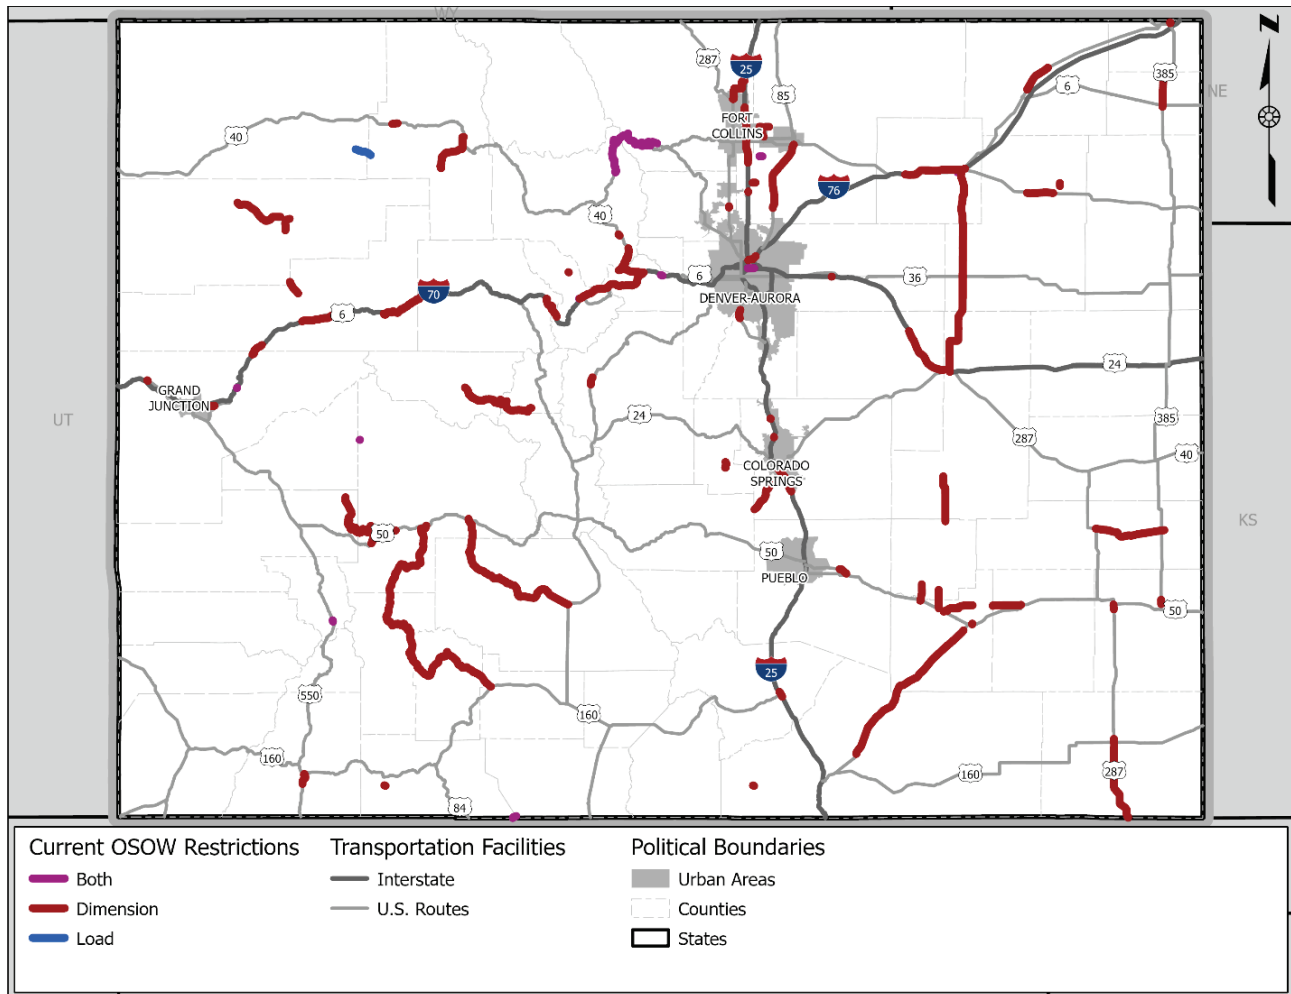 WY
N
287
25
85
385
6
NE
FORT
COLLINS
40
76
40
6
36
70
6
DENVER-AURORA
24
GRAND
JUNCTION
UT
24
385
287
40
COLORADO
SPRINGS
KS
50
50
PUEBLO
50
25
550
160
160
160
287
84
Current OSOW Restrictions
Both
Dimension
Load
Transportation Facilities
Interstate
U.S. Routes
Political Boundaries
Urban Areas
Counties
States